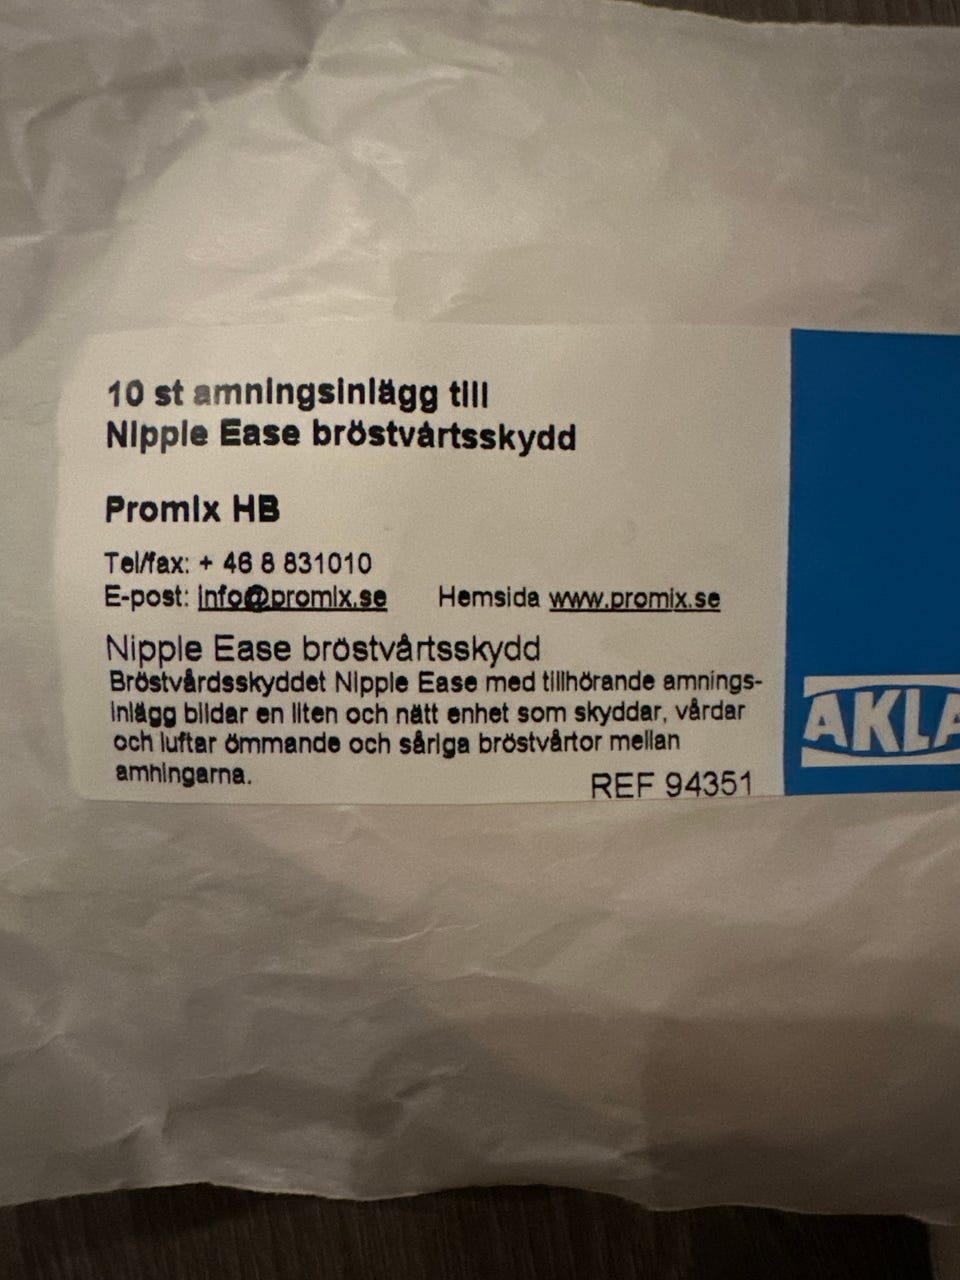 10 st amningsinlägg till
Nipple Ease bröstvårtsskydd
Promix HB
Tel/fax: + 46 8 831010
E-post: info@promix.se Hemsida www.promix.se
Nipple Ease bröstvårtsskydd
Bröstvårdsskyddet Nipple Ease med tillhörande amnings-
inlägg bildar en liten och nätt enhet som skyddar, vårdar
och luftar ömmande och såriga bröstvårtor mellan
amningarna.
REF 94351
AKLA